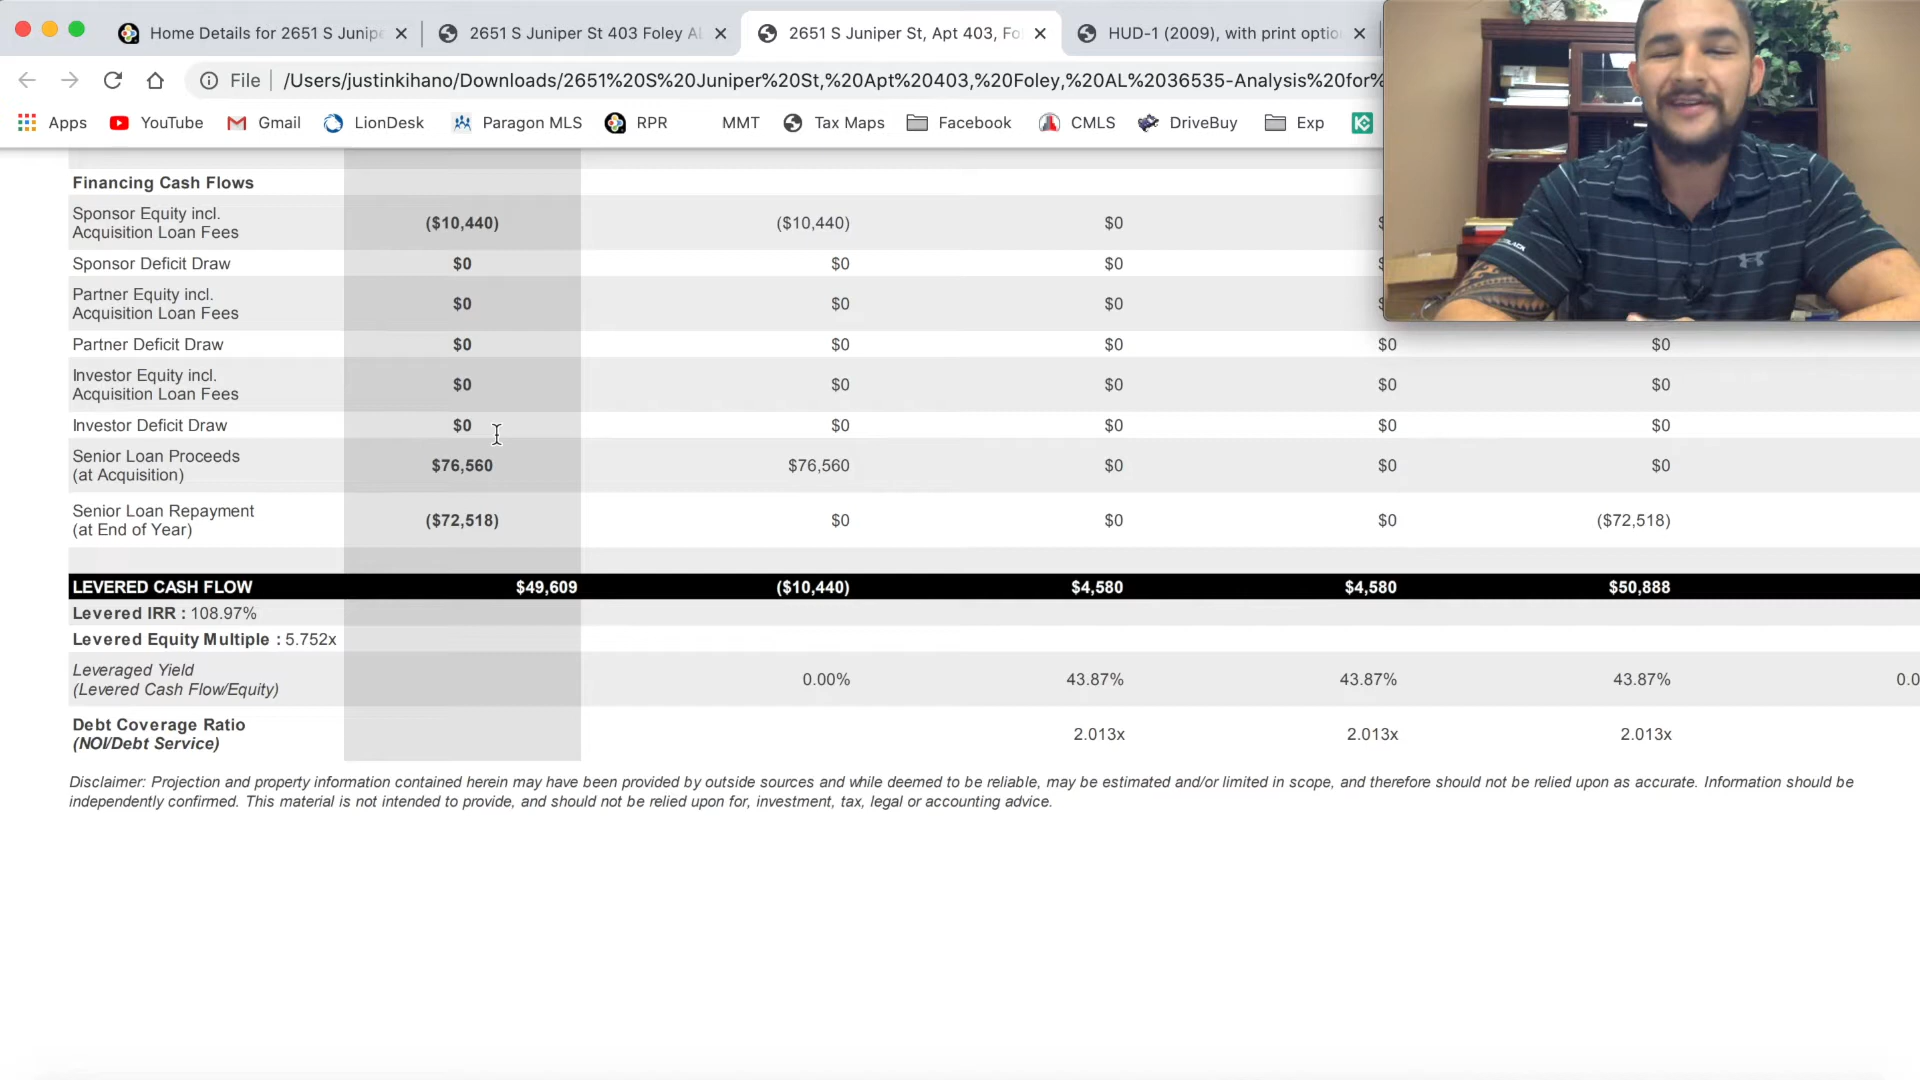 Home Details for 2651 S Junipe
2651 S Juniper St 403 Foley AL
2651 S Juniper St, Apt 403, Fo
HUD-1 (2009), with print optio
File /Users/justinkihano/Downloads/2651%20S%20Juniper%20St,%20Apt%20403,%20Foley,%20AL%2036535-Analysis%20for%
Apps YouTube Gmail LionDesk Paragon MLS RPR MMT Tax Maps Facebook CMLS DriveBuy Exp
Financing Cash Flows
Sponsor Equity incl.
Acquisition Loan Fees ($10,440) ($10,440) $0
Sponsor Deficit Draw $0 $0 $0
Partner Equity incl.
Acquisition Loan Fees $0 $0 $0
Partner Deficit Draw $0 $0 $0 $0 $0
Investor Equity incl.
Acquisition Loan Fees $0 $0 $0 $0 $0
Investor Deficit Draw $0 $0 $0 $0 $0
Senior Loan Proceeds
(at Acquisition) $76,560 $76,560 $0 $0 $0
Senior Loan Repayment
(at End of Year) ($72,518) $0 $0 $0 ($72,518)
LEVERED CASH FLOW $49,609 ($10,440) $4,580 $4,580 $50,888
Levered IRR : 108.97%
Levered Equity Multiple : 5.752x
Leveraged Yield
(Levered Cash Flow/Equity) 0.00% 43.87% 43.87% 43.87% 0.0
Debt Coverage Ratio
(NOI/Debt Service) 2.013x 2.013x 2.013x
Disclaimer: Projection and property information contained herein may have been provided by outside sources and while deemed to be reliable, may be estimated and/or limited in scope, and therefore should not be relied upon as accurate. Information should be
independently confirmed. This material is not intended to provide, and should not be relied upon for, investment, tax, legal or accounting advice.